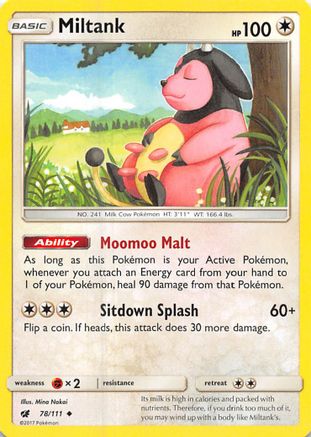 BASIC Miltank HP 100
NO. 241 Milk Cow Pokémon HT: 3'11" WT: 166.4 lbs.
Ability Moomoo Malt
As long as this Pokémon is your Active Pokémon,
whenever you attach an Energy card from your hand to
1 of your Pokémon, heal 90 damage from that Pokémon.
Sitdown Splash 60+
Flip a coin. If heads, this attack does 30 more damage.
weakness × 2 resistance retreat
Illus. Mina Nakai
78/111
©2017 Pokémon
Its milk is high in calories and packed with
nutrients. Therefore, if you drink too much of it,
you may wind up with a body like Miltank's.